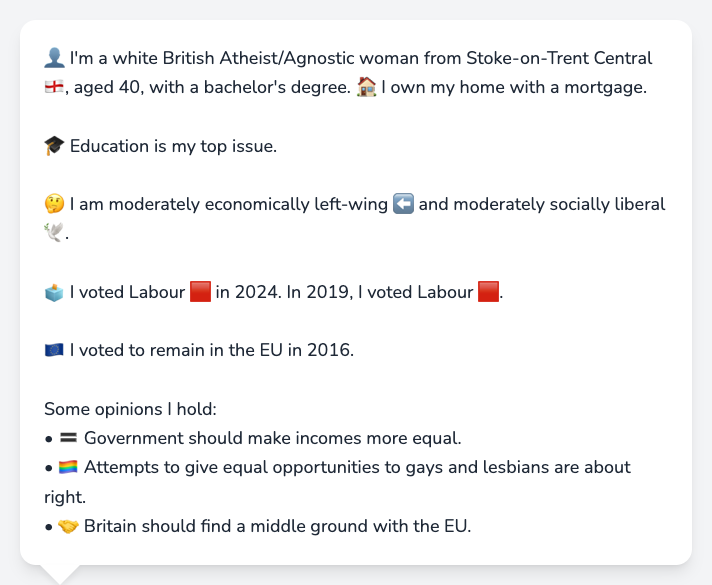 👤 I'm a white British Atheist/Agnostic woman from Stoke-on-Trent Central
🏴󠁧󠁢󠁥󠁮󠁧󠁿, aged 40, with a bachelor's degree. 🏠 I own my home with a mortgage.
🎓 Education is my top issue.
🤔 I am moderately economically left-wing ⬅️ and moderately socially liberal
🕊️.
🗳️ I voted Labour 🟥 in 2024. In 2019, I voted Labour 🟥.
🇪🇺 I voted to remain in the EU in 2016.
Some opinions I hold:
• 🟰 Government should make incomes more equal.
• 🏳️‍🌈 Attempts to give equal opportunities to gays and lesbians are about
right.
• 🤝 Britain should find a middle ground with the EU.